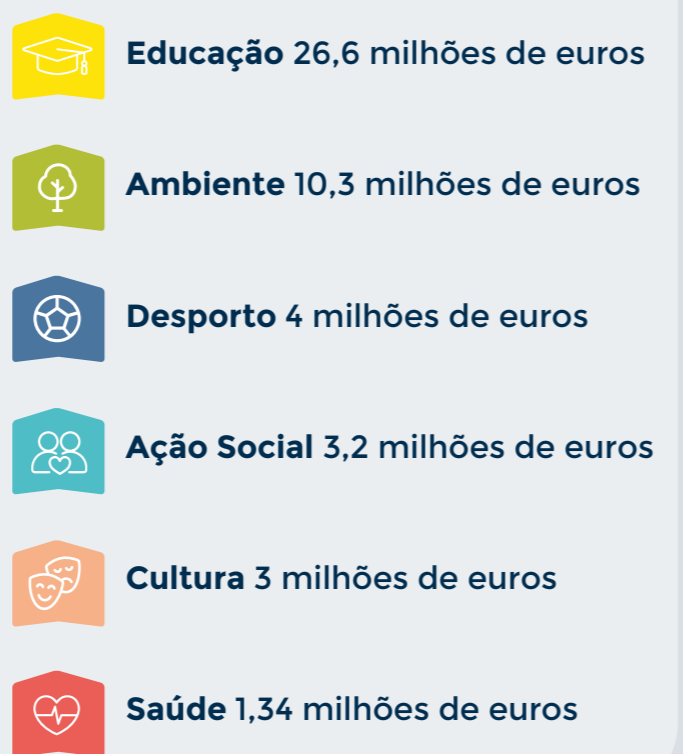 Educação 26,6 milhões de euros
Ambiente 10,3 milhões de euros
Desporto 4 milhões de euros
Ação Social 3,2 milhões de euros
Cultura 3 milhões de euros
Saúde 1,34 milhões de euros